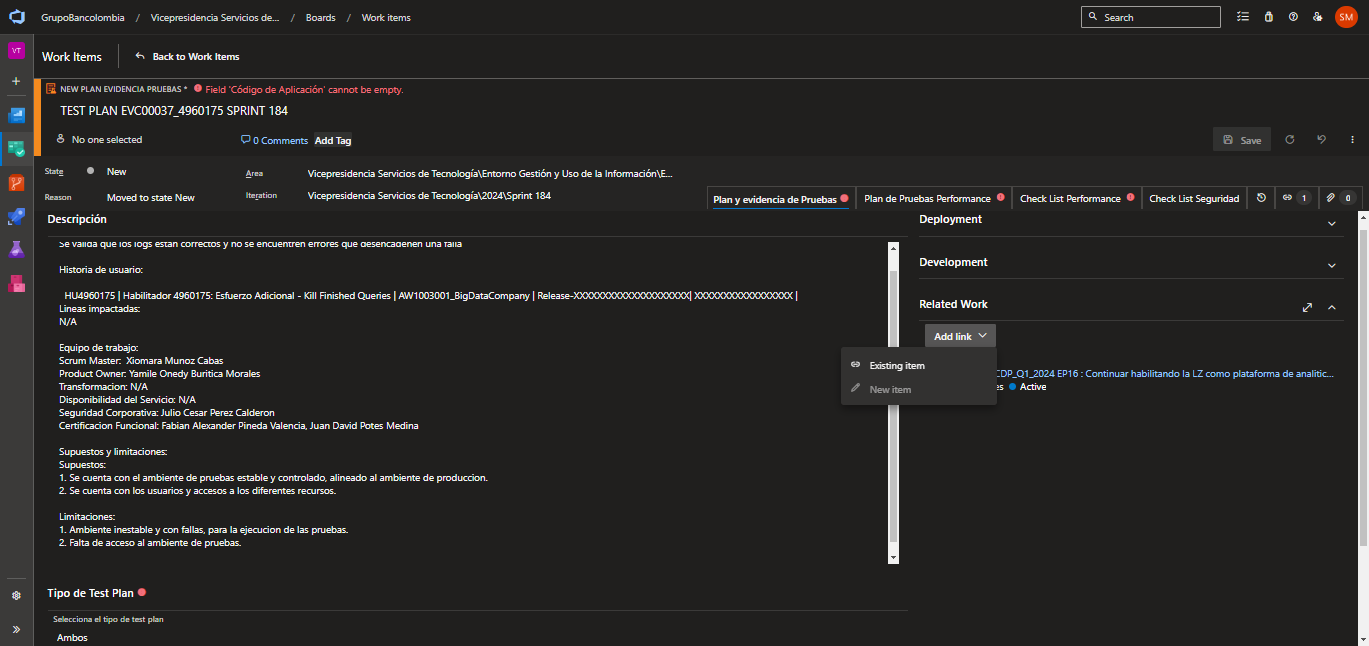 GrupoBancolombia / Vicepresidencia Servicios de... / Boards / Work items
Search
SM
VT
Work Items
Back to Work Items
NEW PLAN EVIDENCIA PRUEBAS * Field 'Código de Aplicación' cannot be empty.
TEST PLAN EVC00037_4960175 SPRINT 184
No one selected
0 Comments
Add Tag
Save
State
New
Area
Vicepresidencia Servicios de Tecnología\Entorno Gestión y Uso de la Información\E...
Reason
Moved to state New
Iteration
Vicepresidencia Servicios de Tecnología\2024\Sprint 184
Plan y evidencia de Pruebas
Plan de Pruebas Performance
Check List Performance
Check List Seguridad
1
0
Descripción
Se valida que los logs estan correctos y no se encuentren errores que desencadenen una falla
Historia de usuario:
HU4960175 | Habilitador 4960175: Esfuerzo Adicional - Kill Finished Queries | AW1003001_BigDataCompany | Release-XXXXXXXXXXXXXXXXXXXX| XXXXXXXXXXXXXXXXX |
Lineas impactadas:
N/A
Equipo de trabajo:
Scrum Master:  Xiomara Munoz Cabas
Product Owner: Yamile Onedy Buritica Morales
Transformacion: N/A
Disponibilidad del Servicio: N/A
Seguridad Corporativa: Julio Cesar Perez Calderon
Certificacion Funcional: Fabian Alexander Pineda Valencia, Juan David Potes Medina
Supuestos y limitaciones:
Supuestos:
1. Se cuenta con el ambiente de pruebas estable y controlado, alineado al ambiente de produccion.
2. Se cuenta con los usuarios y accesos a los diferentes recursos.
Limitaciones:
1. Ambiente inestable y con fallas, para la ejecucion de las pruebas.
2. Falta de acceso al ambiente de pruebas.
Tipo de Test Plan
Selecciona el tipo de test plan
Ambos
Deployment
Development
Related Work
Add link
Existing item
New item
CDP_Q1_2024 EP16 : Continuar habilitando la LZ como plataforma de analitic...
es Active